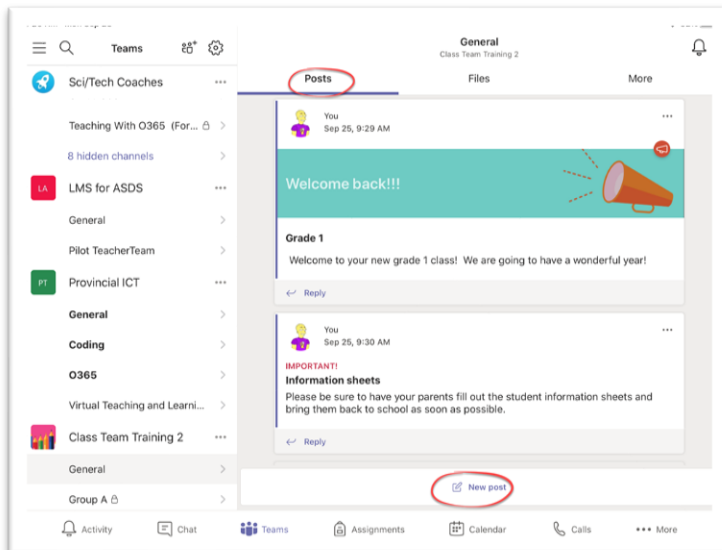 Teams
Sci/Tech Coaches
Teaching With O365 (For...
8 hidden channels
LA
LMS for ASDS
General
Pilot TeacherTeam
PT
Provincial ICT
General
Coding
O365
Virtual Teaching and Learni...
Class Team Training 2
General
Group A
General
Class Team Training 2
Posts
Files
More
You
Sep 25, 9:29 AM
Welcome back!!!
Grade 1
Welcome to your new grade 1 class! We are going to have a wonderful year!
Reply
You
Sep 25, 9:30 AM
IMPORTANT!
Information sheets
Please be sure to have your parents fill out the student information sheets and
bring them back to school as soon as possible.
Reply
New post
Activity
Chat
Teams
Assignments
Calendar
Calls
More